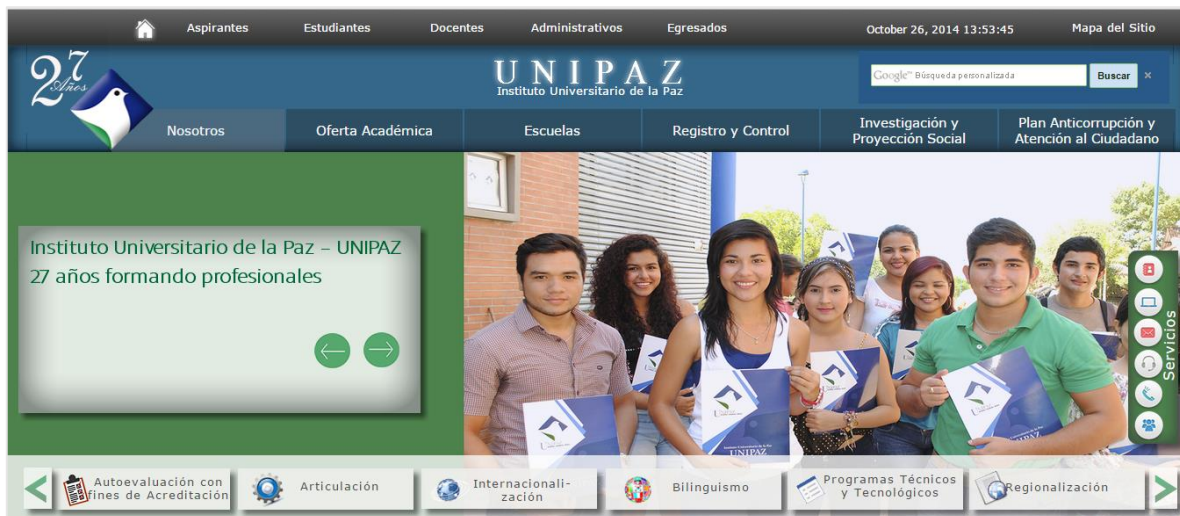 Aspirantes
Estudiantes
Docentes
Administrativos
Egresados
October 26, 2014 13:53:45
Mapa del Sitio
27
Años
UNIPAZ
Instituto Universitario de la Paz
Google™ Búsqueda personalizada
Buscar
×
Nosotros
Oferta Académica
Escuelas
Registro y Control
Investigación y
Proyección Social
Plan Anticorrupción y
Atención al Ciudadano
Instituto Universitario de la Paz – UNIPAZ
27 años formando profesionales
Servicios
UNIPAZ
UNIPAZ
Autoevaluación con
fines de Acreditación
Articulación
Internacionali-
zación
Bilinguismo
Programas Técnicos
y Tecnológicos
Regionalización